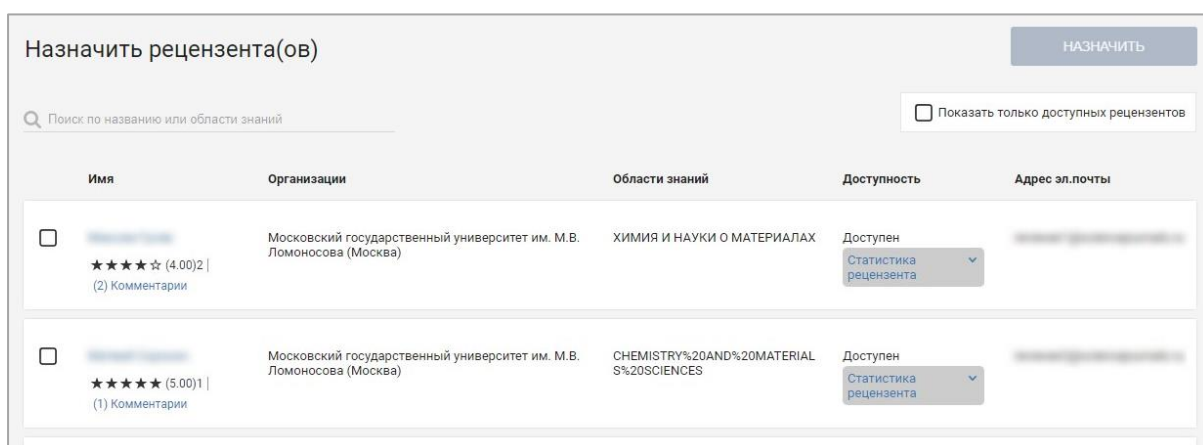 Назначить рецензента(ов)
НАЗНАЧИТЬ
Поиск по названию или области знаний
Показать только доступных рецензентов
Имя Организации Области знаний Доступность Адрес эл.почты
Московский государственный университет им. М.В.
Ломоносова (Москва)
ХИМИЯ И НАУКИ О МАТЕРИАЛАХ
Доступен
★★★★☆ (4.00)2 |
(2) Комментарии
Статистика
рецензента
Московский государственный университет им. М.В.
Ломоносова (Москва)
CHEMISTRY%20AND%20MATERIAL
S%20SCIENCES
Доступен
★★★★★ (5.00)1 |
(1) Комментарии
Статистика
рецензента